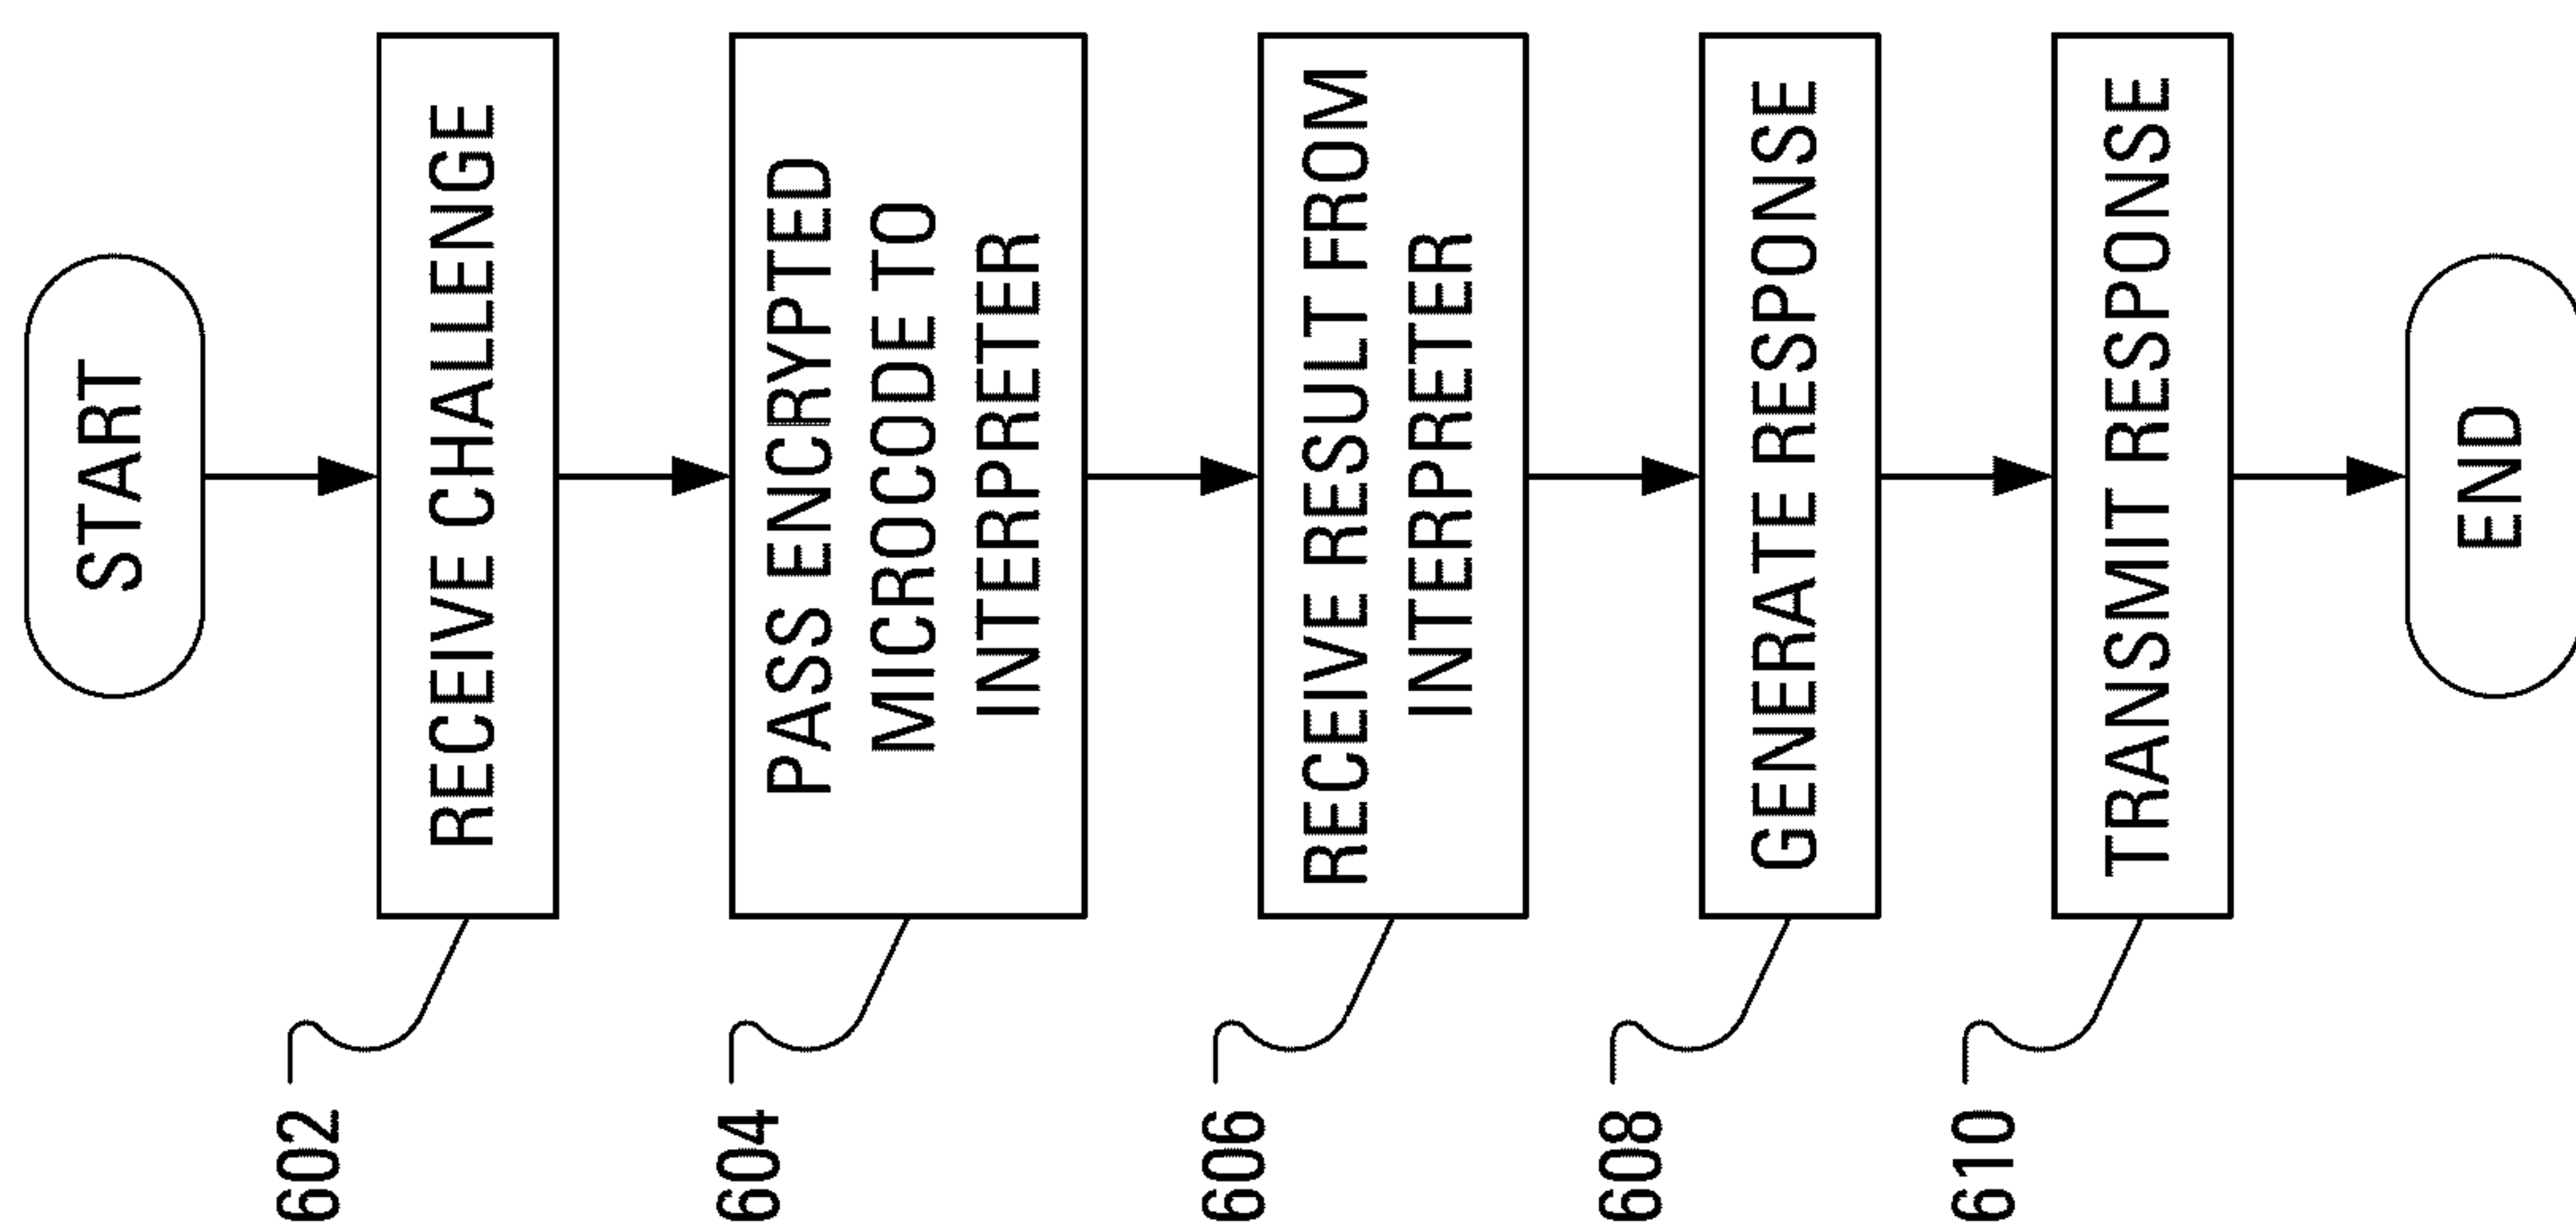 START
602
RECEIVE CHALLENGE
604
PASS ENCRYPTED
MICROCODE TO
INTERPRETER
606
RECEIVE RESULT FROM
INTERPRETER
608
GENERATE RESPONSE
610
TRANSMIT RESPONSE
END